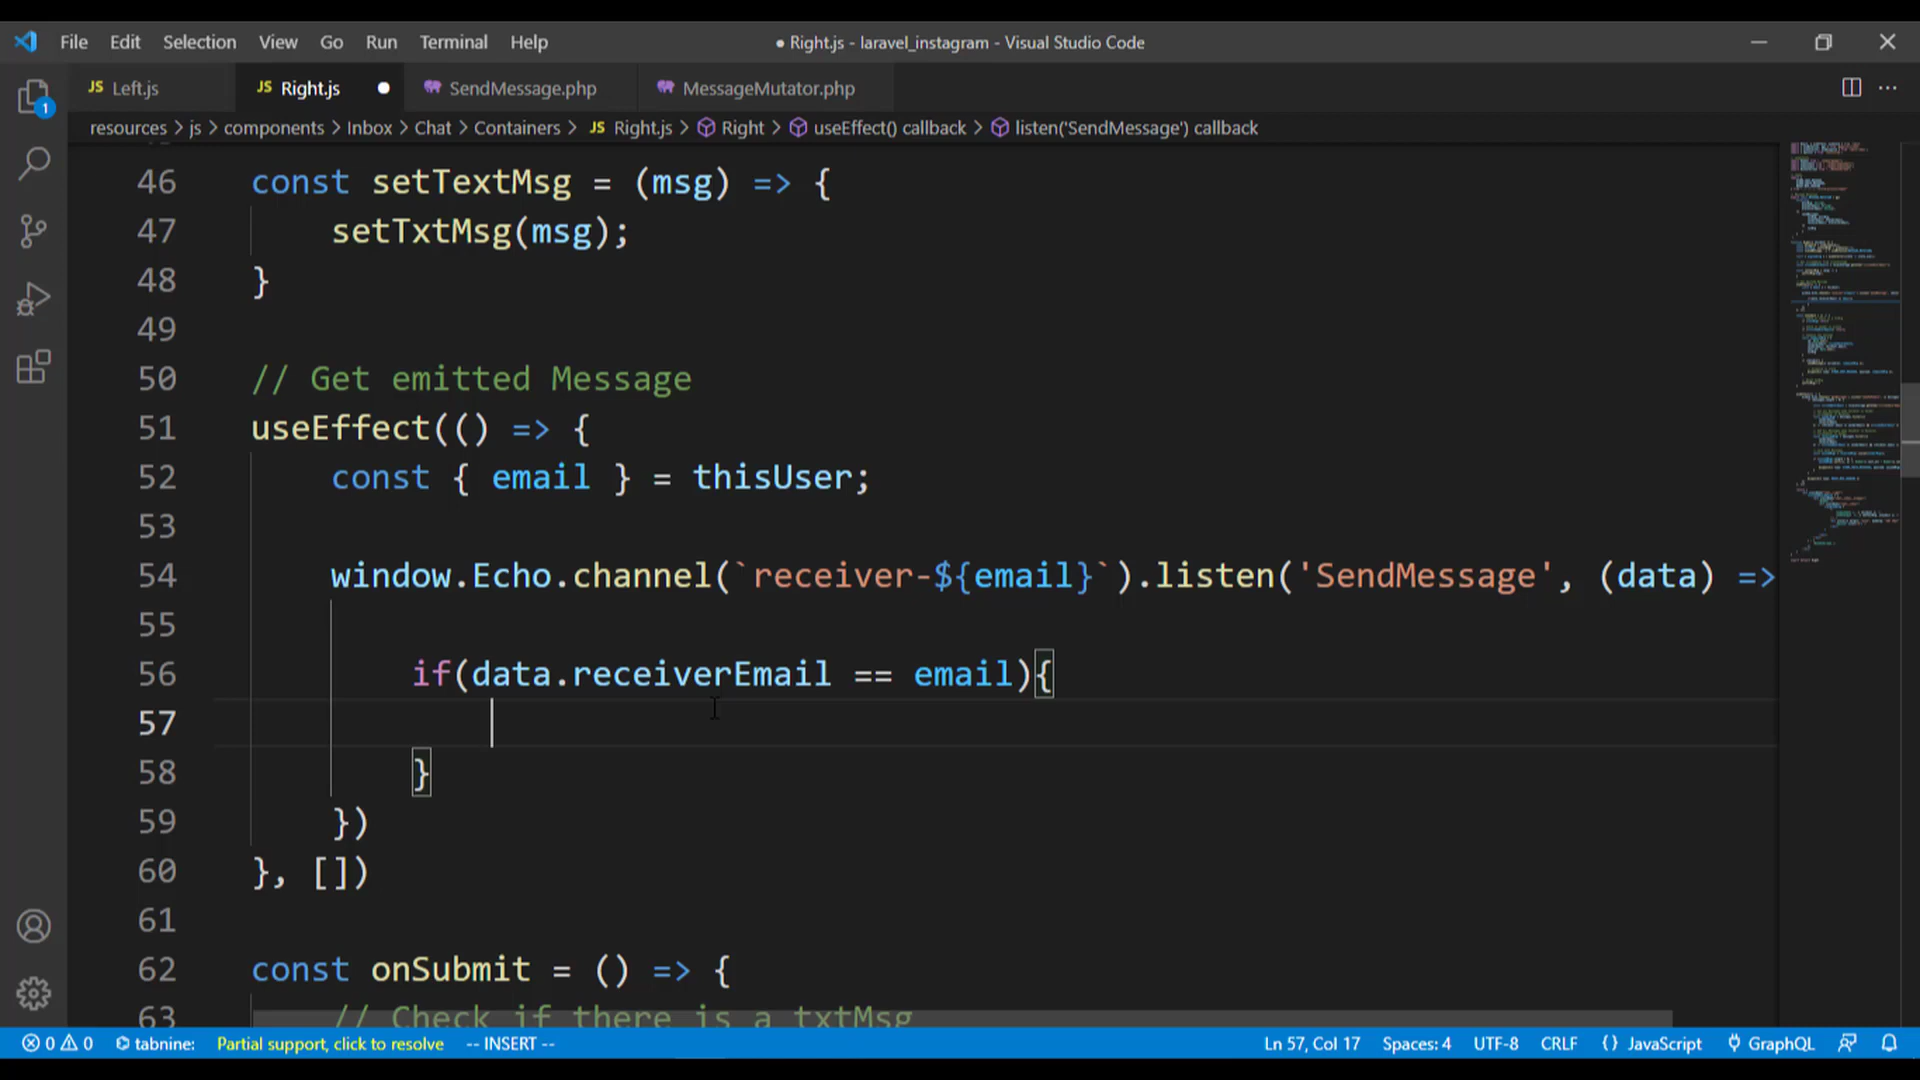 File Edit Selection View Go Run Terminal Help ● Right.js - laravel_instagram - Visual Studio Code
JS Left.js JS Right.js SendMessage.php MessageMutator.php
resources > js > components > Inbox > Chat > Containers > JS Right.js > Right > useEffect() callback > listen('SendMessage') callback
1
46 const setTextMsg = (msg) => {
47 setTxtMsg(msg);
48 }
49
50 // Get emitted Message
51 useEffect(() => {
52 const { email } = thisUser;
53
54 window.Echo.channel(`receiver-${email}`).listen('SendMessage', (data) =>
55
56 if(data.receiverEmail == email){
57
58 }
59 })
60 }, [])
61
62 const onSubmit = () => {
63 // Check if there is a txtMsg
0 0 tabnine: Partial support, click to resolve -- INSERT -- Ln 57, Col 17 Spaces: 4 UTF-8 CRLF {} JavaScript GraphQL